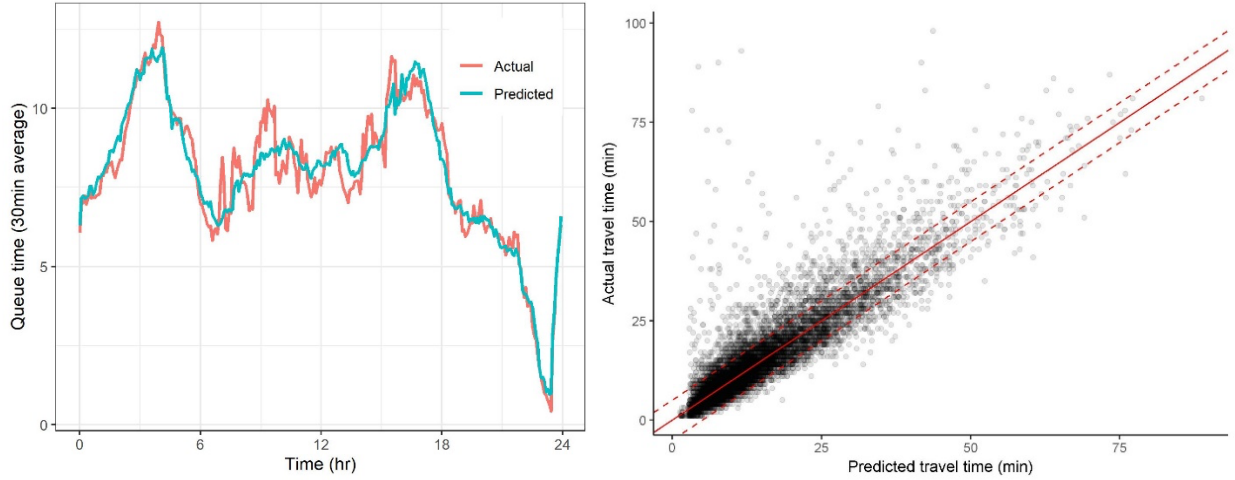 Queue time (30min average)
10
5
0
0
6
12
18
24
Time (hr)
Actual
Predicted
Actual travel time (min)
100
75
50
25
0
0
25
50
75
Predicted travel time (min)